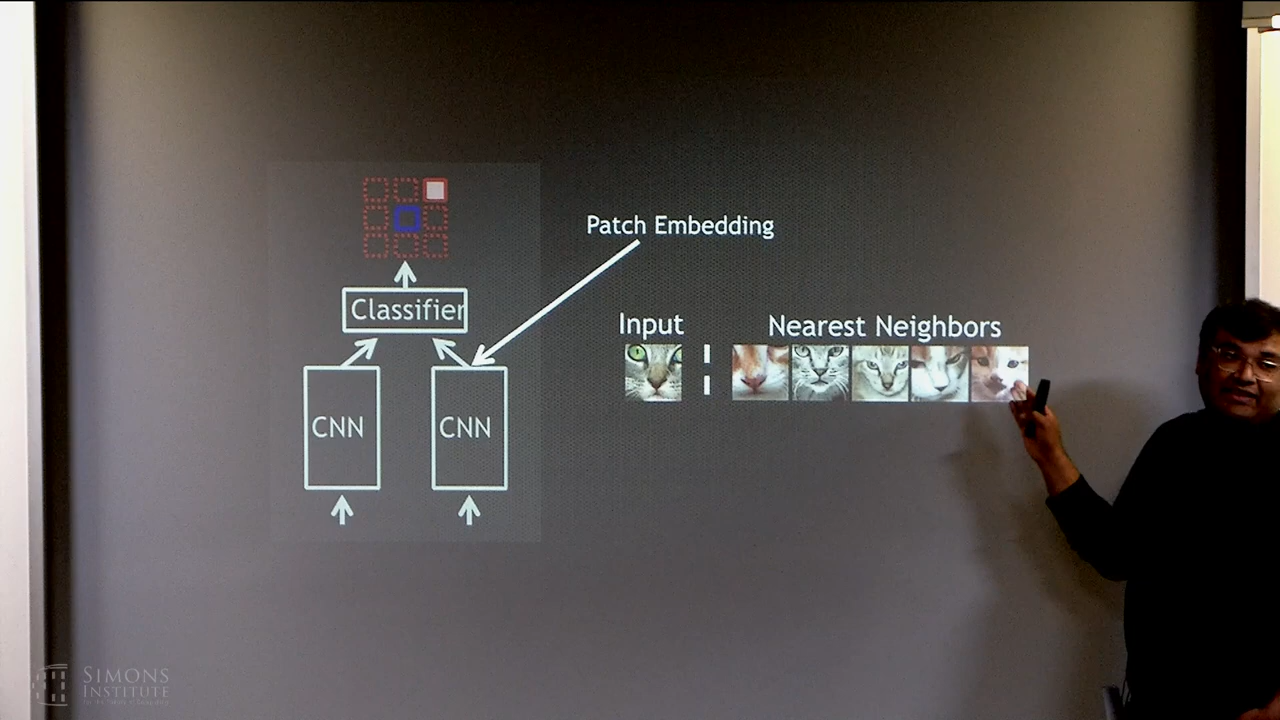 Patch Embedding
Classifier
Input
Nearest Neighbors
CNN
CNN
SIMONS
INSTITUTE